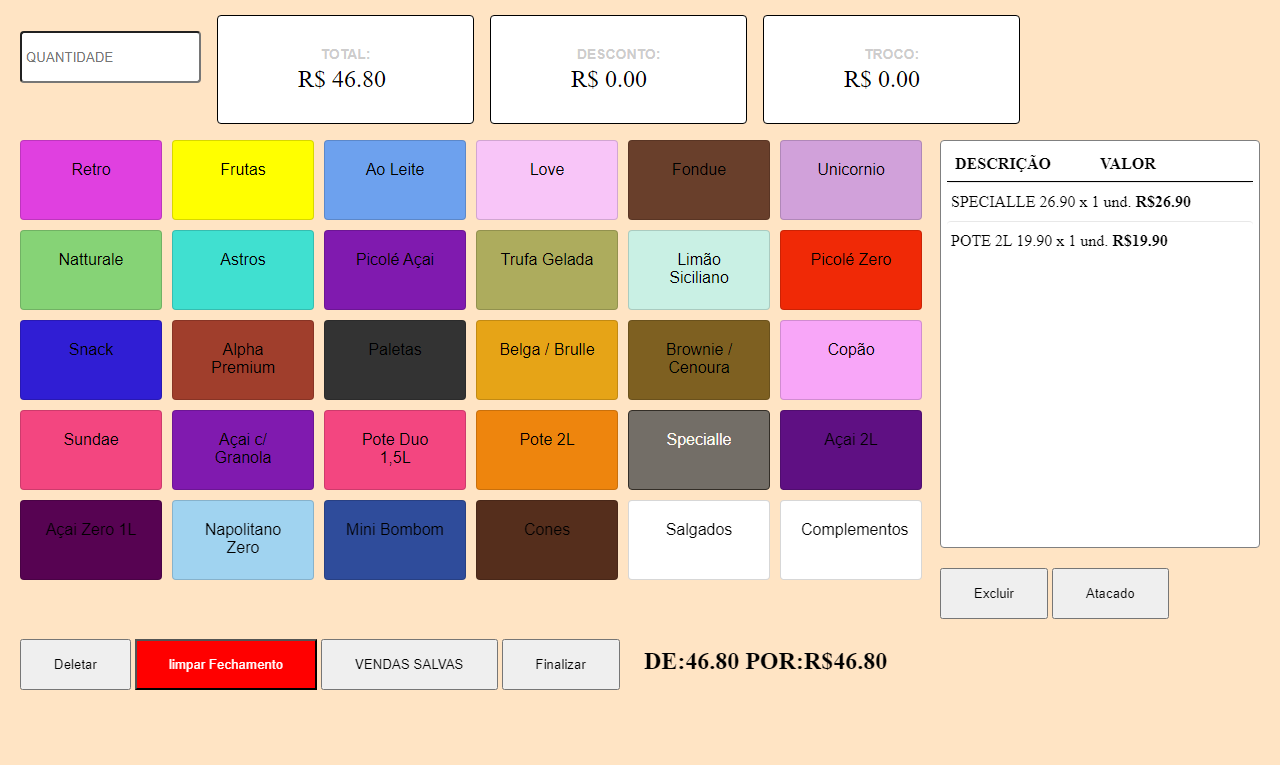 QUANTIDADE
TOTAL:
R$ 46.80
DESCONTO:
R$ 0.00
TROCO:
R$ 0.00
Retro
Frutas
Ao Leite
Love
Fondue
Unicornio
Natturale
Astros
Picolé Açai
Trufa Gelada
Limão
Siciliano
Picolé Zero
Snack
Alpha
Premium
Paletas
Belga / Brulle
Brownie /
Cenoura
Copão
Sundae
Açai c/
Granola
Pote Duo
1,5L
Pote 2L
Specialle
Açai 2L
Açai Zero 1L
Napolitano
Zero
Mini Bombom
Cones
Salgados
Complementos
DESCRIÇÃO VALOR
SPECIALLE 26.90 x 1 und. R$26.90
POTE 2L 19.90 x 1 und. R$19.90
Excluir
Atacado
Deletar
limpar Fechamento
VENDAS SALVAS
Finalizar
DE:46.80 POR:R$46.80